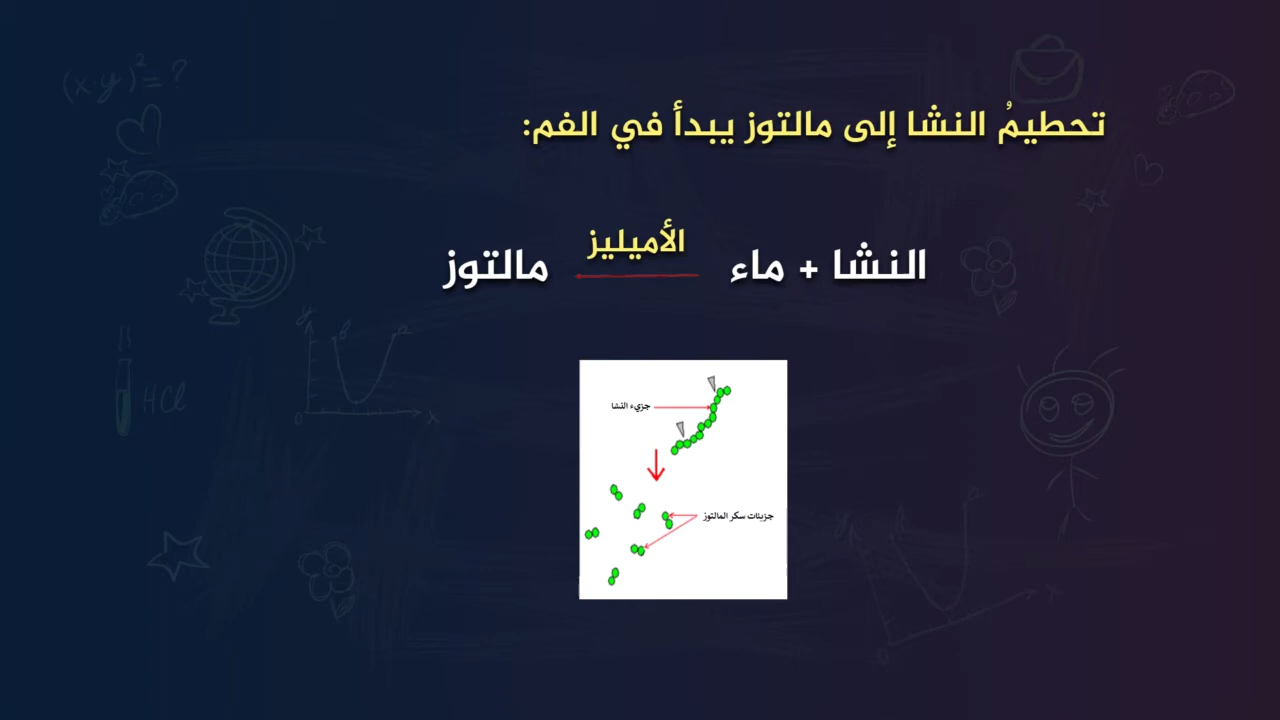 تحطيمُ النشا إلى مالتوز يبدأ في الفم:
النشا + ماء
الأميليز
مالتوز
جزيء النشا
جزيئات سكر المالتوز
(x·y)²= ?
HCl